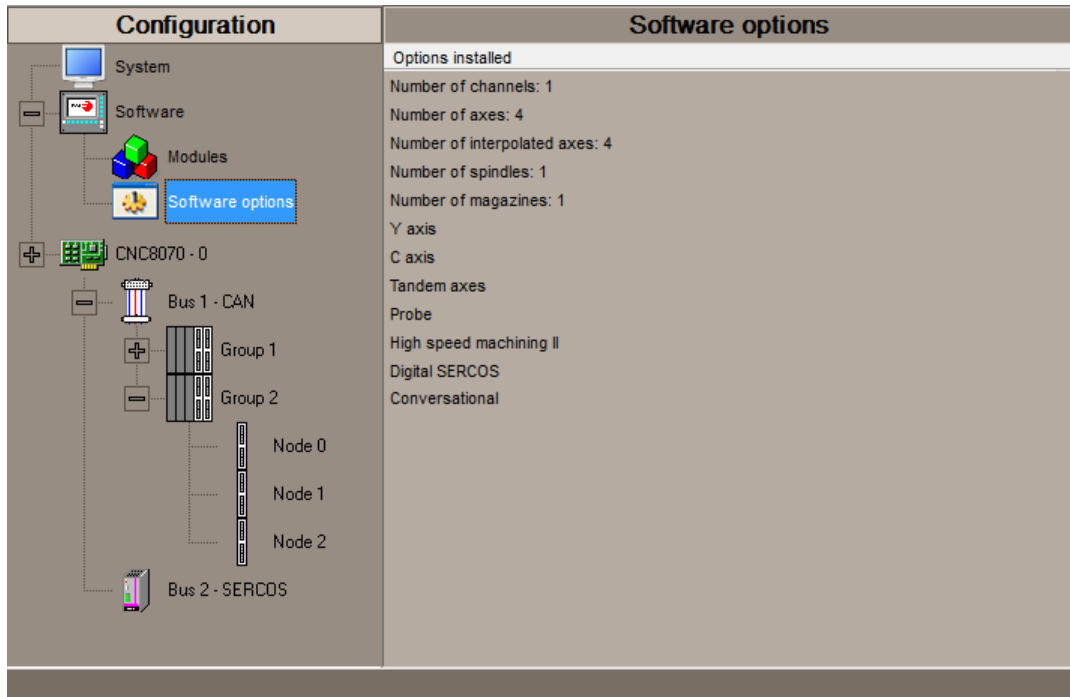 Configuration
System
Software
Modules
Software options
CNC8070 - 0
Bus 1 - CAN
Group 1
Group 2
Node 0
Node 1
Node 2
Bus 2 - SERCOS
Software options
Options installed
Number of channels: 1
Number of axes: 4
Number of interpolated axes: 4
Number of spindles: 1
Number of magazines: 1
Y axis
C axis
Tandem axes
Probe
High speed machining II
Digital SERCOS
Conversational